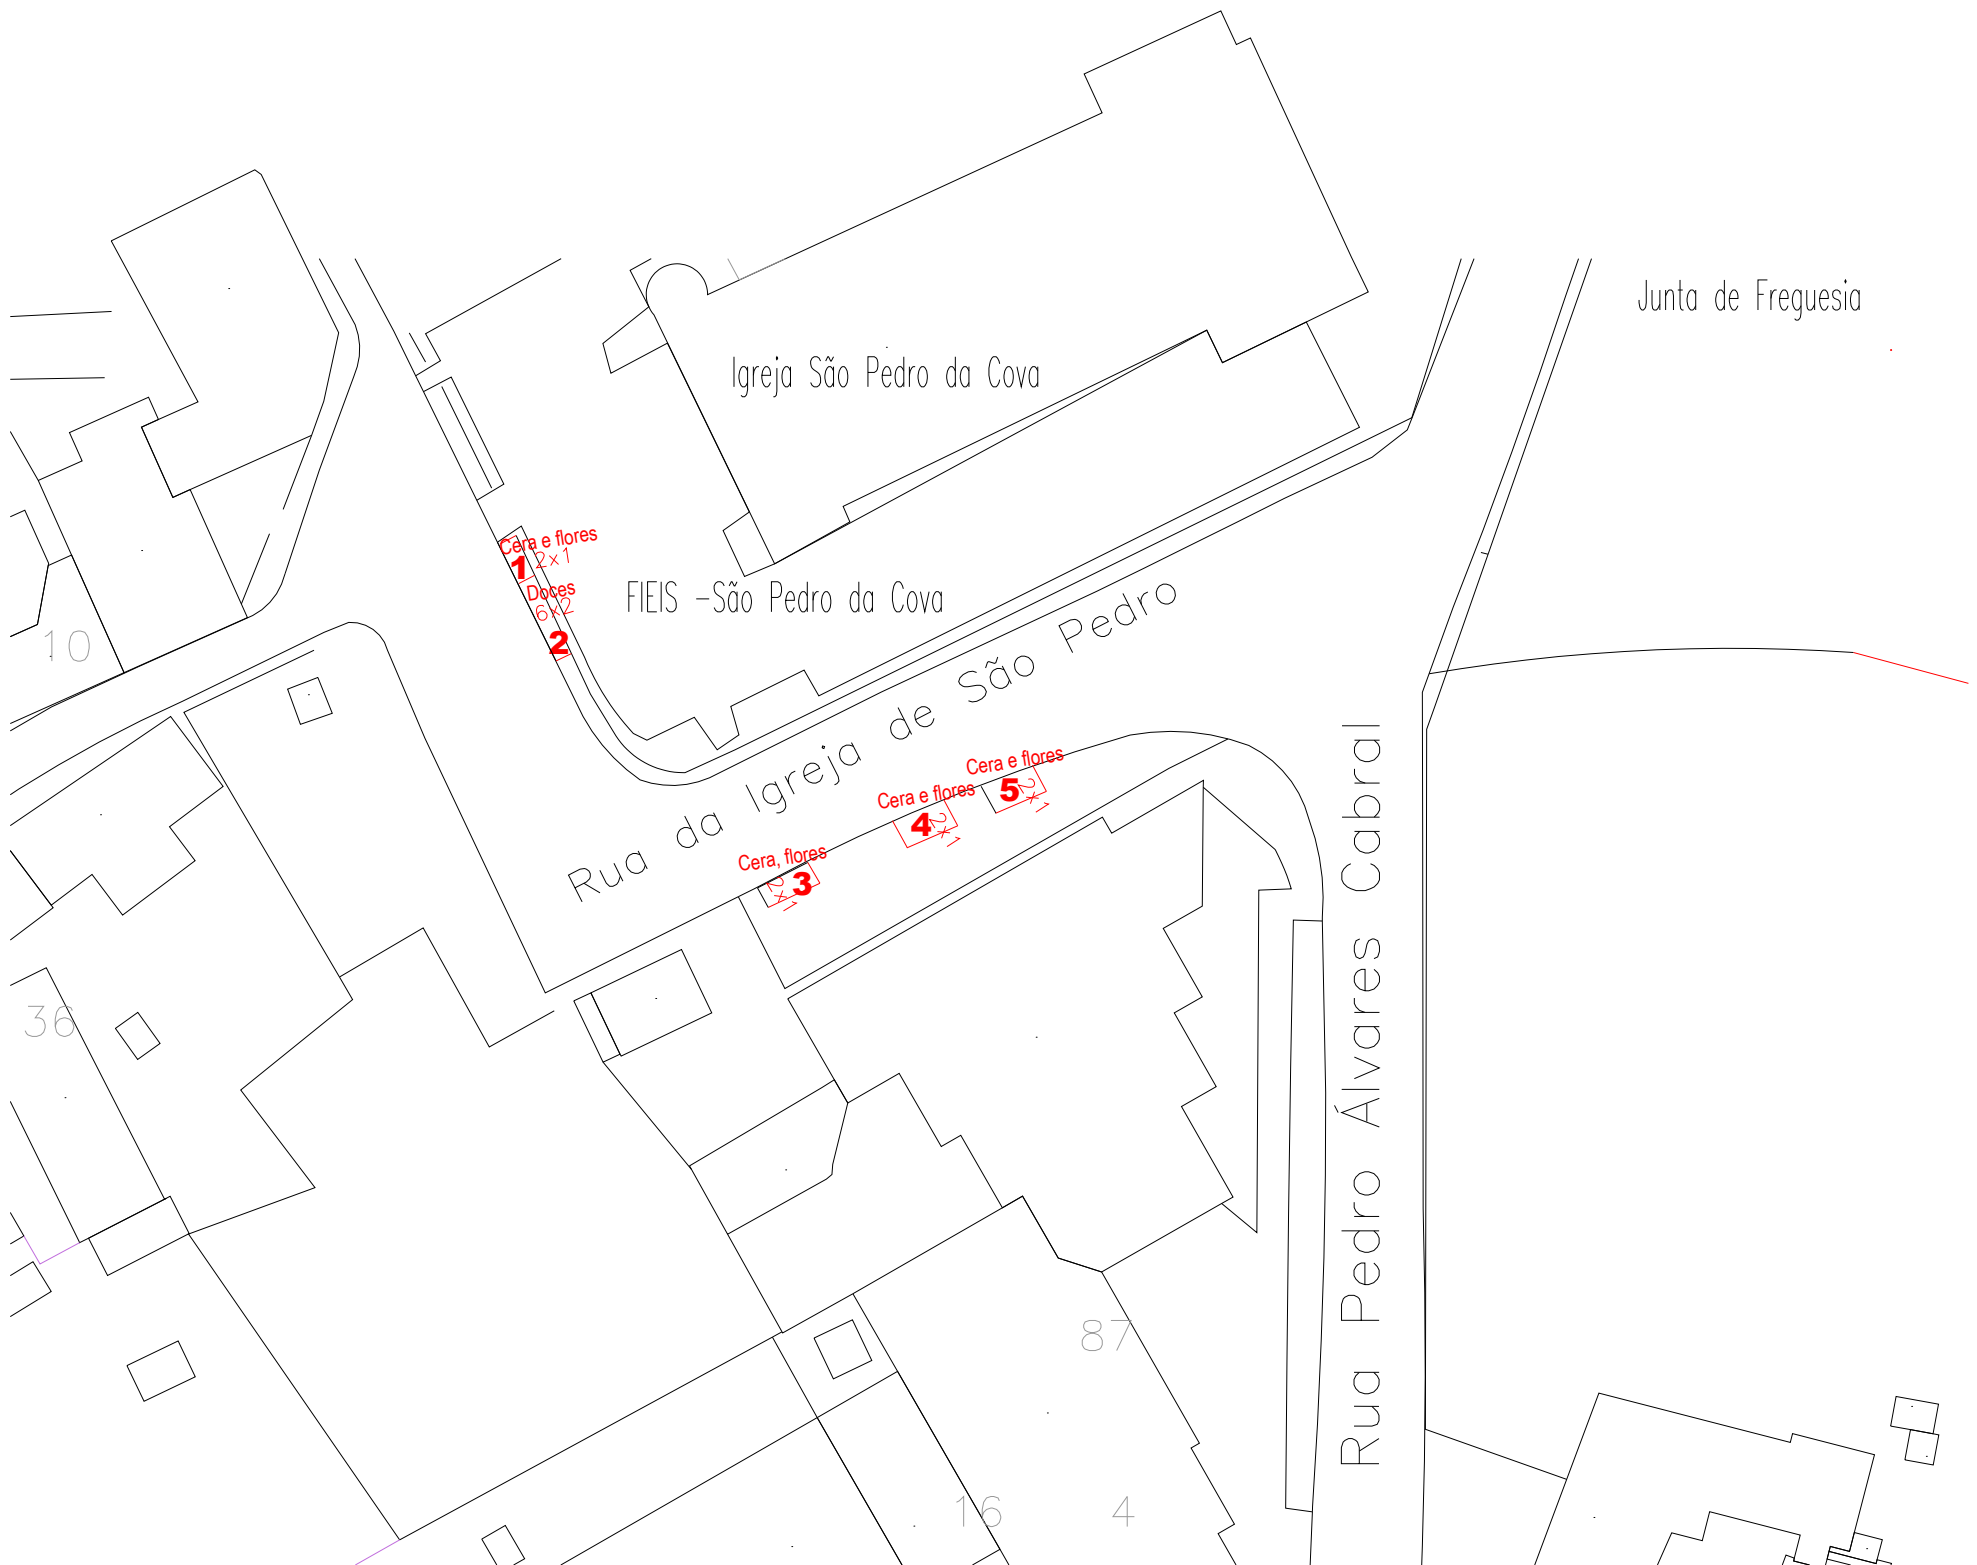 Junta de Freguesia
Igreja São Pedro da Cova
Cera e flores
1
2x1
Doces
6x2
2
FIEIS -São Pedro da Cova
10
Rua da Igreja de São Pedro
Cera e flores
5
2x1
Cera e flores
4
2x1
Cera, flores
3
2x1
Rua Pedro Álvares Cabral
36
87
16
4